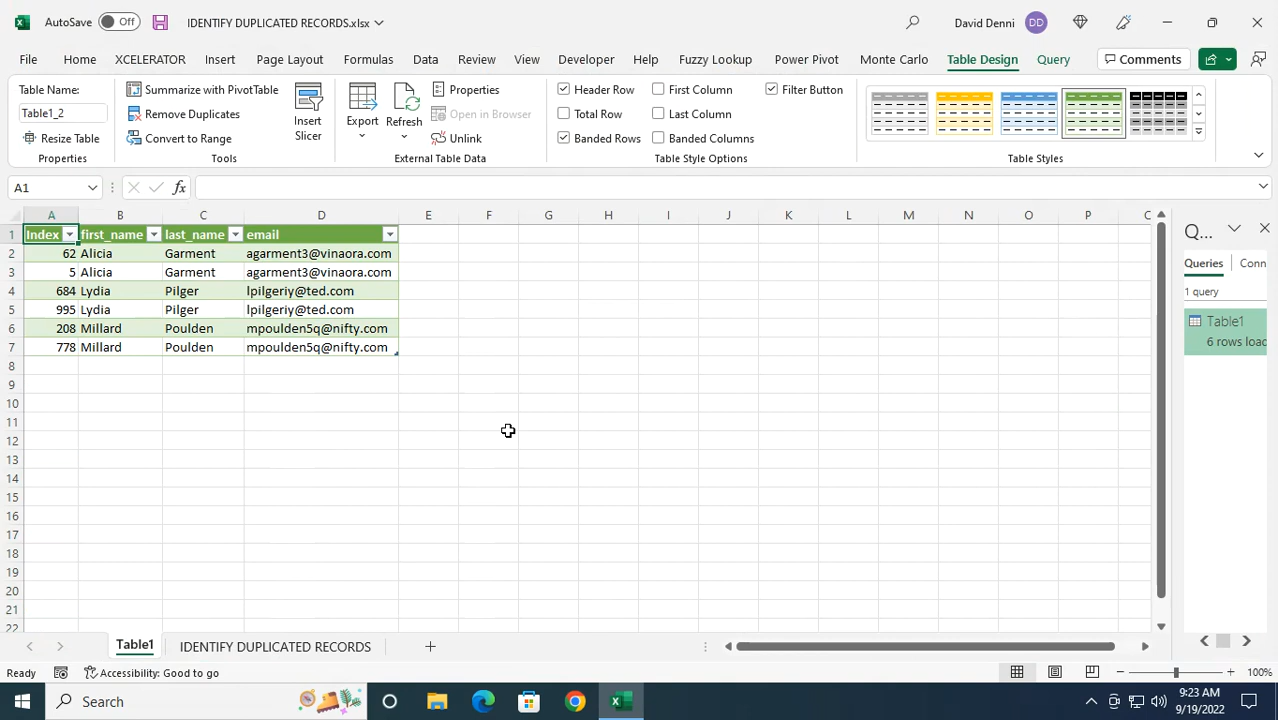 AutoSave Off IDENTIFY DUPLICATED RECORDS.xlsx David Denni DD
File Home XCELERATOR Insert Page Layout Formulas Data Review View Developer Help Fuzzy Lookup Power Pivot Monte Carlo Table Design Query Comments
Table Name:
Table1_2
Resize Table
Properties
Summarize with PivotTable
Remove Duplicates
Convert to Range
Tools
Insert
Slicer
Export
Refresh
Properties
Open in Browser
Unlink
External Table Data
Header Row
Total Row
Banded Rows
First Column
Last Column
Banded Columns
Filter Button
Table Style Options
Table Styles
A1
A B C D E F G H I J K L M N O P
1 Index first_name last_name email
2 62 Alicia Garment agarment3@vinaora.com
3 5 Alicia Garment agarment3@vinaora.com
4 684 Lydia Pilger lpilgeriy@ted.com
5 995 Lydia Pilger lpilgeriy@ted.com
6 208 Millard Poulden mpoulden5q@nifty.com
7 778 Millard Poulden mpoulden5q@nifty.com
8
9
10
11
12
13
14
15
16
17
18
19
20
21
22
Q...
Queries Conn
1 query
Table1
6 rows load
Table1 IDENTIFY DUPLICATED RECORDS
Ready Accessibility: Good to go 100%
Search 9:23 AM
9/19/2022